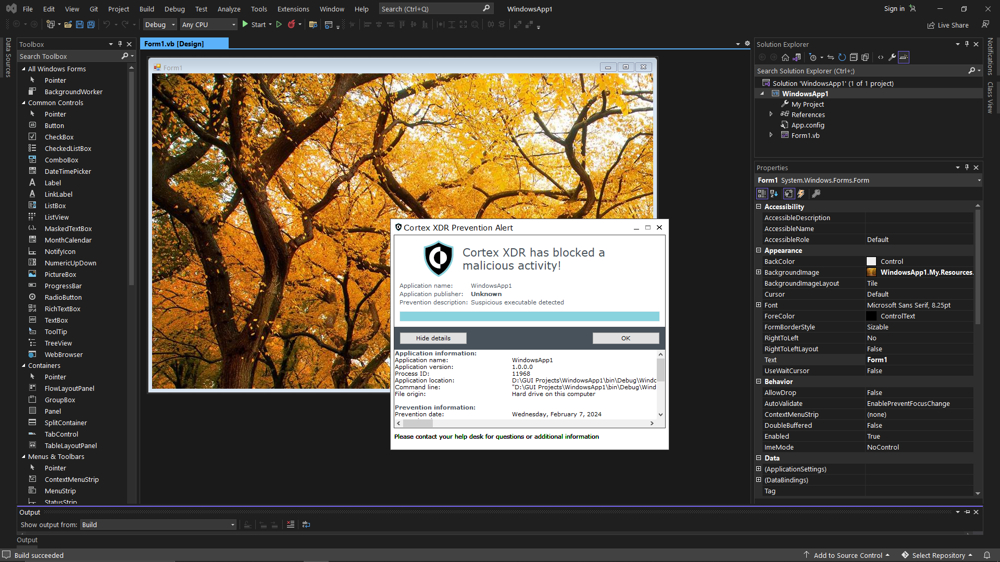 File Edit View Git Project Build Debug Test Analyze Tools Extensions Window Help Search (Ctrl+Q) WindowsApp1 Sign in
Debug Any CPU Start Live Share
Data Sources
Toolbox
Search Toolbox
All Windows Forms
Pointer
BackgroundWorker
Common Controls
Pointer
Button
CheckBox
CheckedListBox
ComboBox
DateTimePicker
Label
LinkLabel
ListBox
ListView
MaskedTextBox
MonthCalendar
NotifyIcon
NumericUpDown
PictureBox
ProgressBar
RadioButton
RichTextBox
TextBox
ToolTip
TreeView
WebBrowser
Containers
Pointer
FlowLayoutPanel
GroupBox
Panel
SplitContainer
TabControl
TableLayoutPanel
Menus & Toolbars
Pointer
ContextMenuStrip
MenuStrip
StatusStrip
Form1.vb [Design]
Form1
Cortex XDR Prevention Alert
Cortex XDR has blocked a
malicious activity!
Application name: WindowsApp1
Application publisher: Unknown
Prevention description: Suspicious executable detected
Hide details OK
Application information:
Application name: WindowsApp1
Application version: 1.0.0.0
Process ID: 11968
Application location: D:\GUI Projects\WindowsApp1\bin\Debug\Windo
Command line: "D:\GUI Projects\WindowsApp1\bin\Debug\Wind
File origin: Hard drive on this computer
Prevention information:
Prevention date: Wednesday, February 7, 2024
Please contact your help desk for questions or additional information
Solution Explorer
Search Solution Explorer (Ctrl+;)
Solution 'WindowsApp1' (1 of 1 project)
VB WindowsApp1
My Project
References
App.config
Form1.vb
Properties
Form1 System.Windows.Forms.Form
Accessibility
AccessibleDescription
AccessibleName
AccessibleRole Default
Appearance
BackColor Control
BackgroundImage WindowsApp1.My.Resources.
BackgroundImageLayout Tile
Cursor Default
Font Microsoft Sans Serif, 8.25pt
ForeColor ControlText
FormBorderStyle Sizable
RightToLeft No
RightToLeftLayout False
Text Form1
UseWaitCursor False
Behavior
AllowDrop False
AutoValidate EnablePreventFocusChange
ContextMenuStrip (none)
DoubleBuffered False
Enabled True
ImeMode NoControl
Data
(ApplicationSettings)
(DataBindings)
Tag
Notifications
Class View
Output
Show output from: Build
Output
Build succeeded Add to Source Control Select Repository